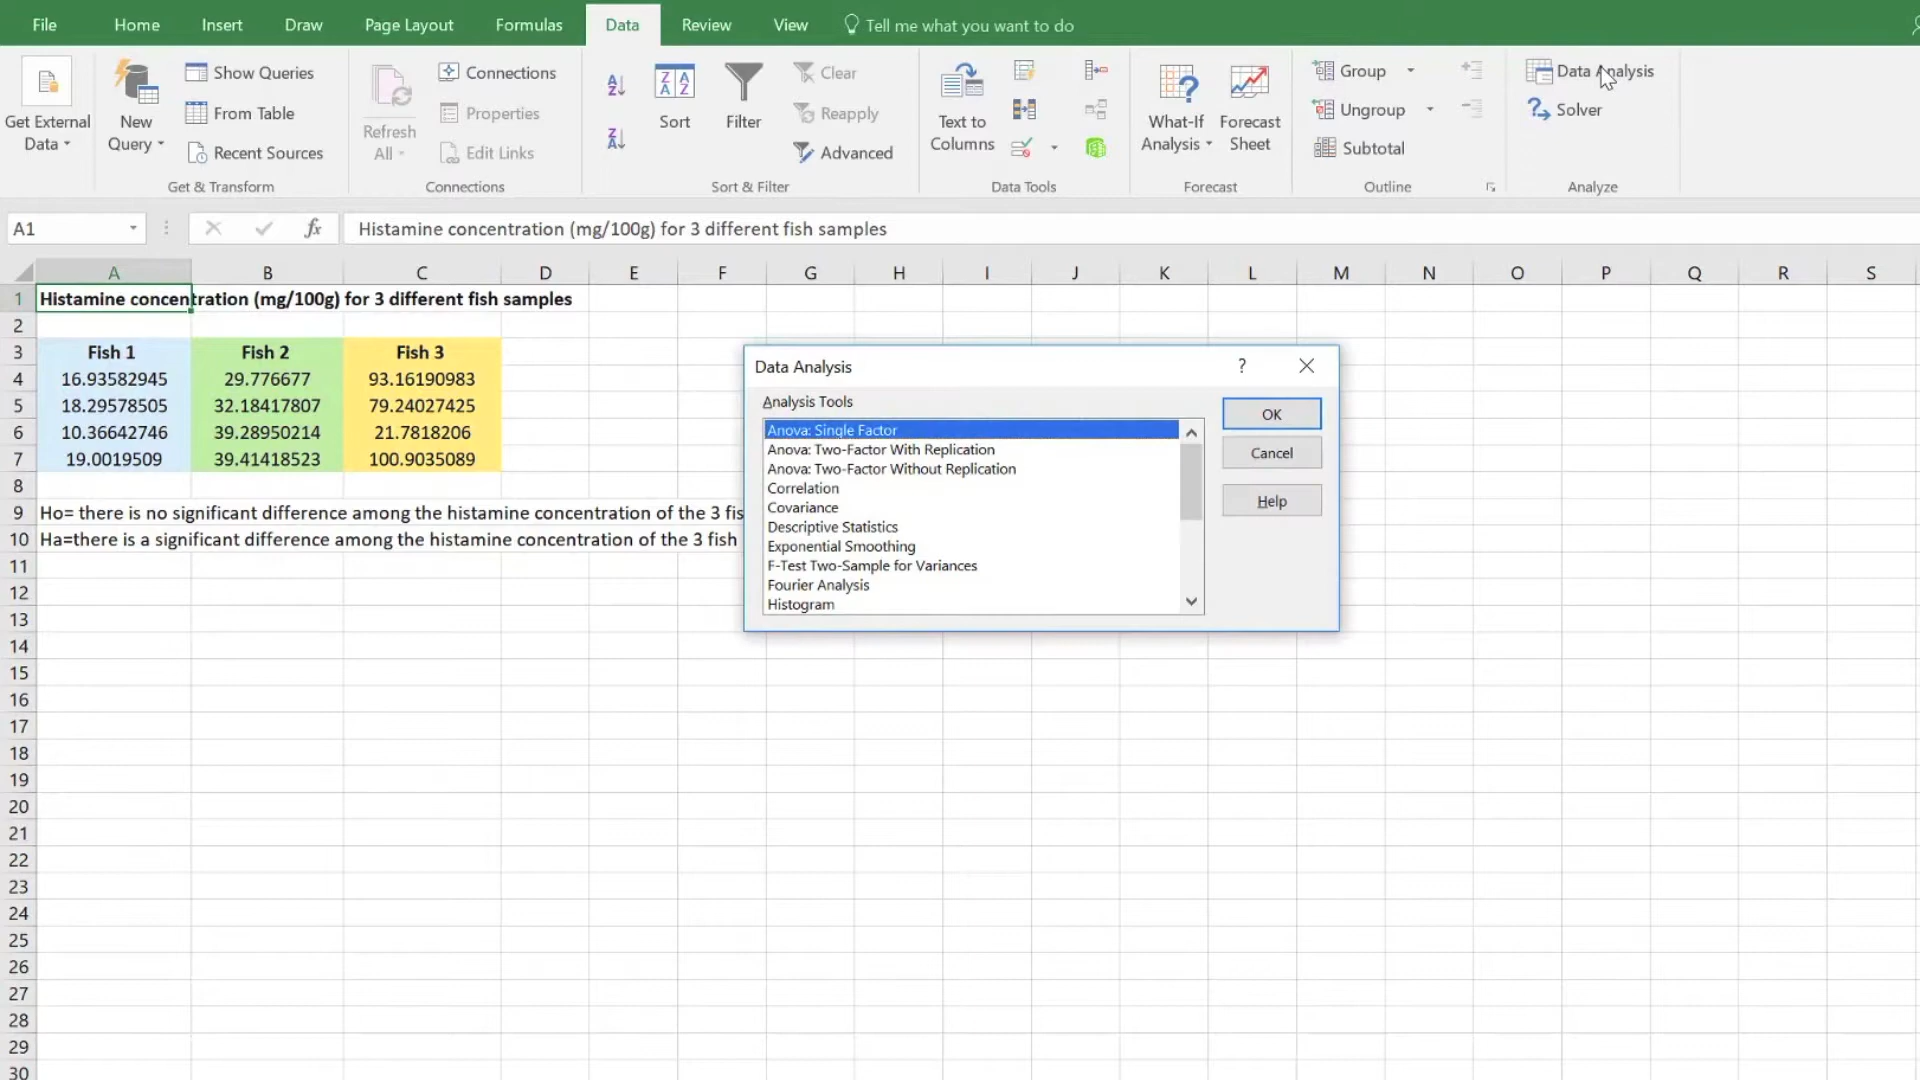 File Home Insert Draw Page Layout Formulas Data Review View Tell me what you want to do
Get External Data
New Query
Show Queries
From Table
Recent Sources
Get & Transform
Refresh All
Connections
Properties
Edit Links
Connections
Sort
Filter
Clear
Reapply
Advanced
Sort & Filter
Text to Columns
Data Tools
What-If Analysis
Forecast Sheet
Forecast
Group
Ungroup
Subtotal
Outline
Data Analysis
Solver
Analyze
A1 fx Histamine concentration (mg/100g) for 3 different fish samples
A B C D E F G H I J K L M N O P Q R S
1 Histamine concentration (mg/100g) for 3 different fish samples
2
3 Fish 1 Fish 2 Fish 3
4 16.93582945 29.776677 93.16190983
5 18.29578505 32.18417807 79.24027425
6 10.36642746 39.28950214 21.7818206
7 19.0019509 39.41418523 100.9035089
8
9 Ho= there is no significant difference among the histamine concentration of the 3 fis
10 Ha=there is a significant difference among the histamine concentration of the 3 fish
11
12
13
14
15
16
17
18
19
20
21
22
23
24
25
26
27
28
29
30
Data Analysis ?
Analysis Tools
Anova: Single Factor
Anova: Two-Factor With Replication
Anova: Two-Factor Without Replication
Correlation
Covariance
Descriptive Statistics
Exponential Smoothing
F-Test Two-Sample for Variances
Fourier Analysis
Histogram
OK
Cancel
Help